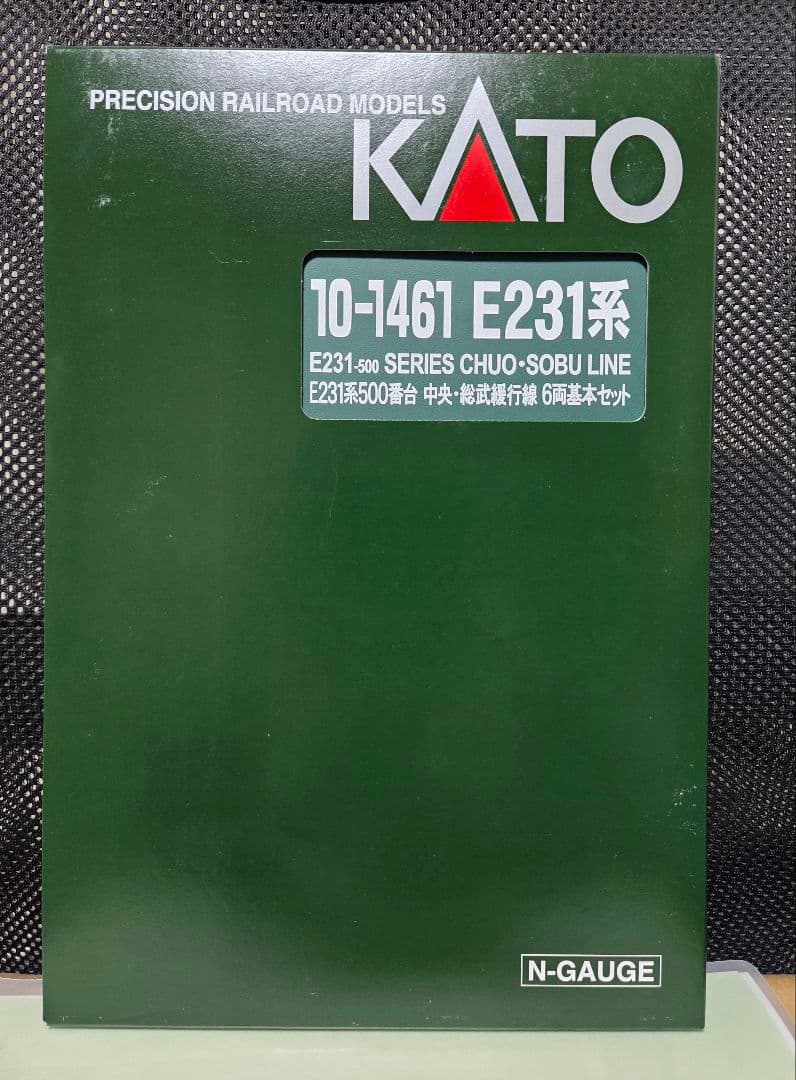 PRECISION RAILROAD MODELS
KATO
10-1461 E231系
E231-500 SERIES CHUO・SOBU LINE
E231系500番台 中央・総武緩行線 6両基本セット
N-GAUGE